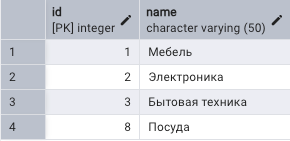 id name
[PK] integer character varying (50)
1 1 Мебель
2 2 Электроника
3 3 Бытовая техника
4 8 Посуда